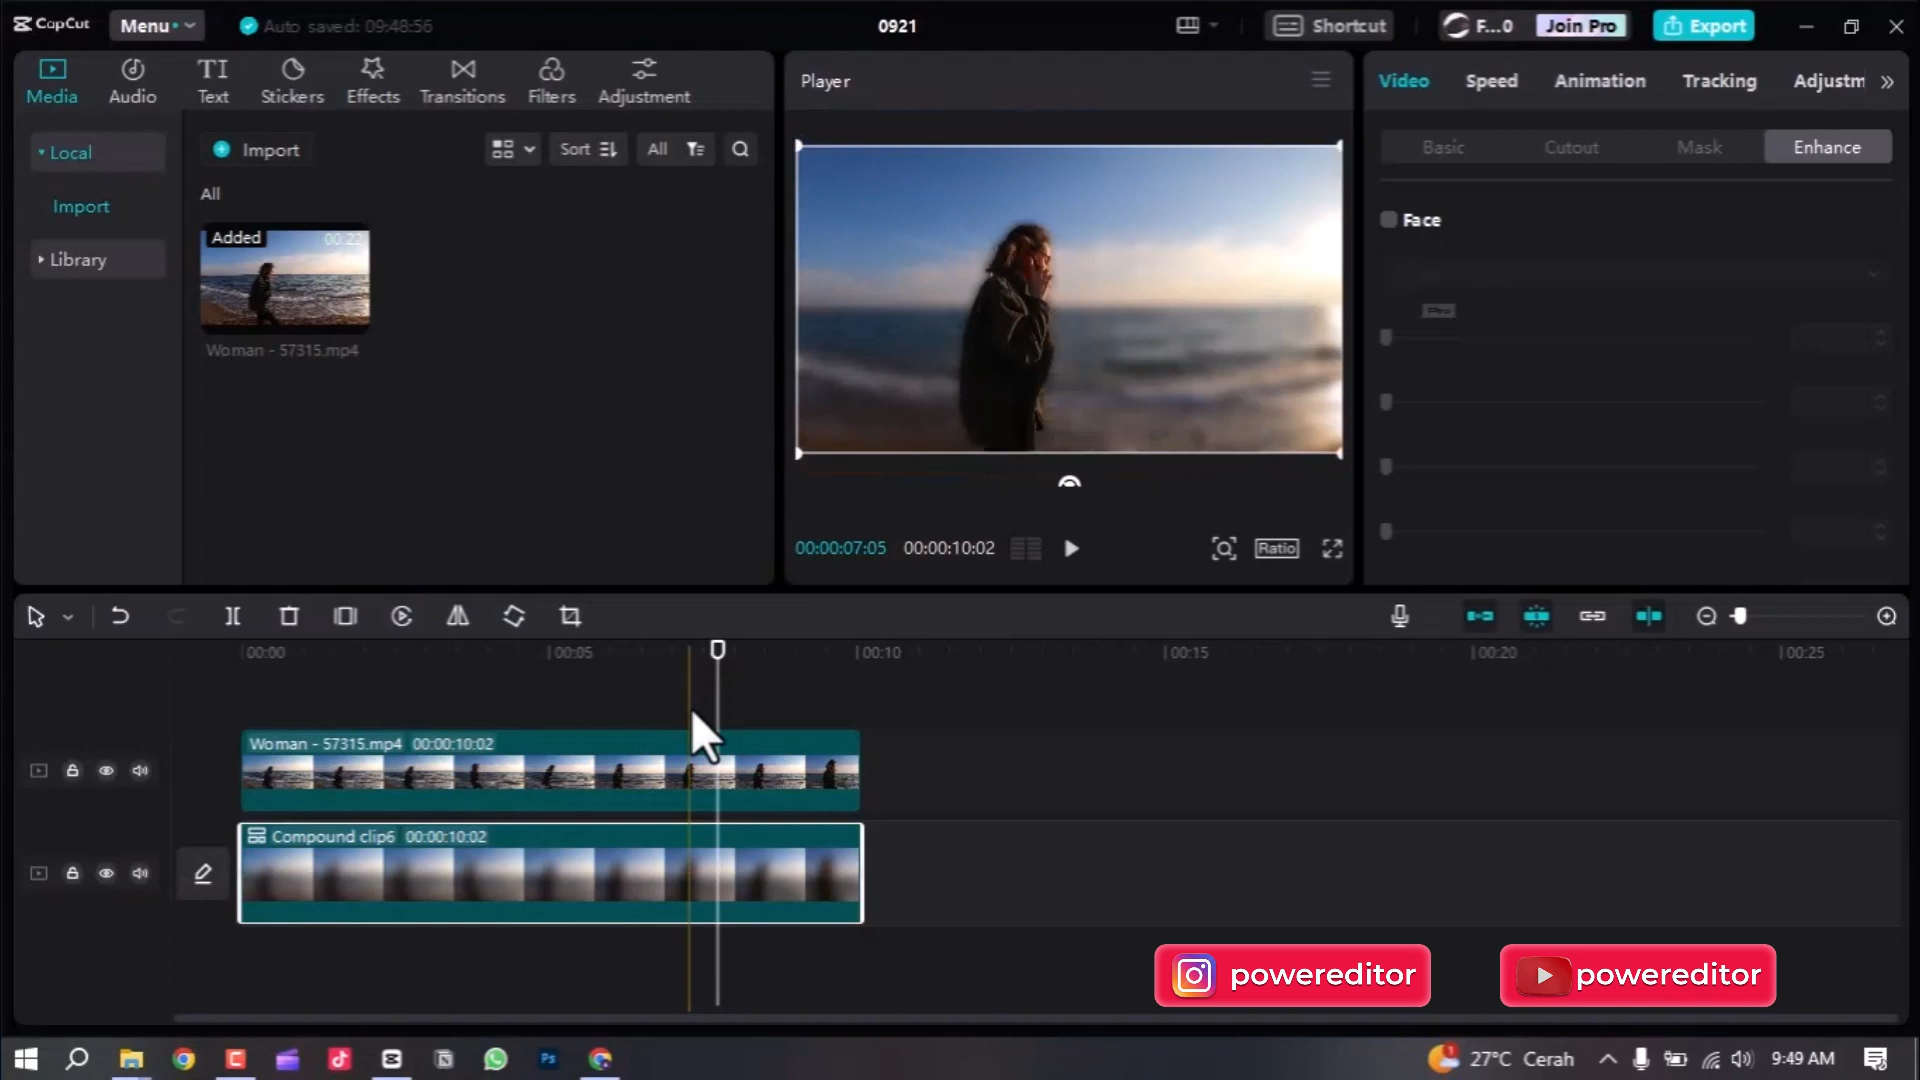 CapCut
Menu
Auto saved: 09:48:56
0921
Shortcut
F...0
Join Pro
Export
Media
Audio
Text
Stickers
Effects
Transitions
Filters
Adjustment
Local
Import
Library
Import
Sort
All
All
Added
00:22
Woman - 57315.mp4
Player
00:00:07:05
00:00:10:02
Ratio
Video
Speed
Animation
Tracking
Adjustm
Basic
Cutout
Mask
Enhance
Face
Pro
00:00
00:05
00:10
00:15
00:20
00:25
Woman - 57315.mp4 00:00:10:02
Compound clip6 00:00:10:02
powereditor
powereditor
Ps
27°C Cerah
9:49 AM